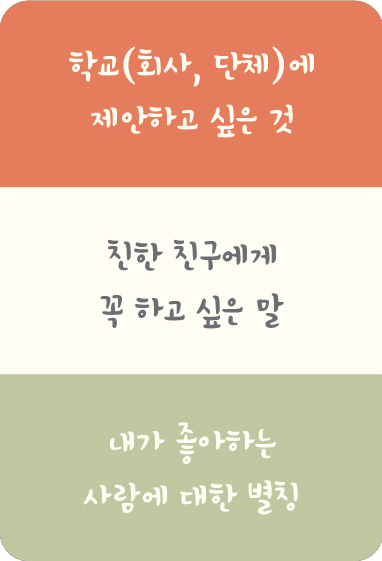 학교(회사, 단체)에
제안하고 싶은 것
친한 친구에게
꼭 하고 싶은 말
내가 좋아하는
사람에 대한 별칭